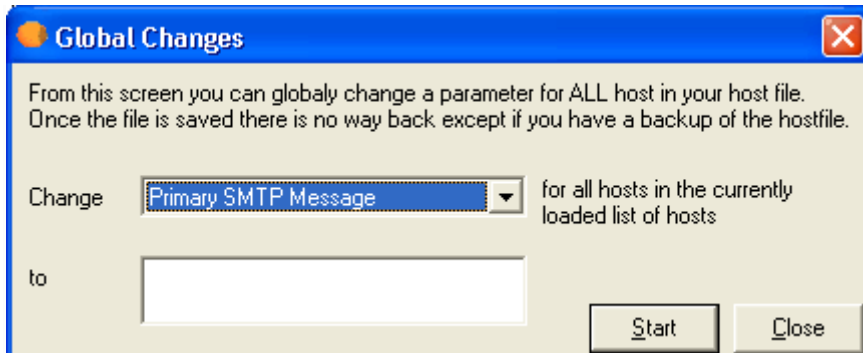 Global Changes
From this screen you can globaly change a parameter for ALL host in your host file.
Once the file is saved there is no way back except if you have a backup of the hostfile.
Change
Primary SMTP Message
for all hosts in the currently
loaded list of hosts
to
Start
Close